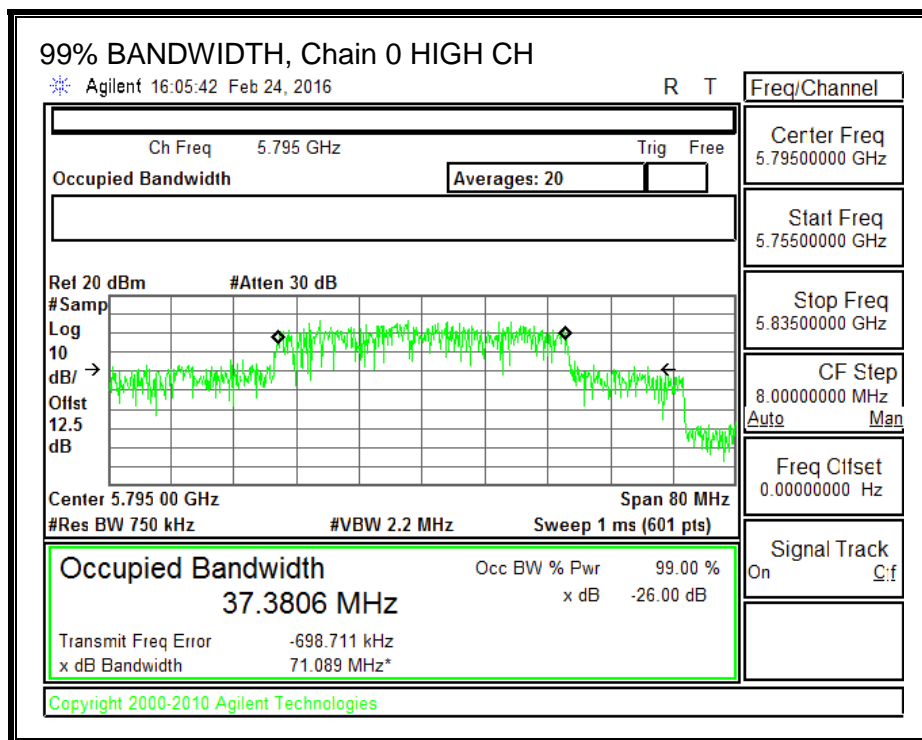 99% BANDWIDTH, Chain 0 HIGH CH
Agilent 16:05:42 Feb 24, 2016 R T
Freq/Channel
Ch Freq 5.795 GHz Trig Free
Occupied Bandwidth Averages: 20
Center Freq
5.79500000 GHz
Start Freq
5.75500000 GHz
Stop Freq
5.83500000 GHz
CF Step
8.00000000 MHz
Auto Man
Freq Offset
0.00000000 Hz
Signal Track
On Off
Ref 20 dBm #Atten 30 dB
#Samp
Log
10
dB/
Offst
12.5
dB
Center 5.795 00 GHz Span 80 MHz
#Res BW 750 kHz #VBW 2.2 MHz Sweep 1 ms (601 pts)
Occupied Bandwidth Occ BW % Pwr 99.00 %
37.3806 MHz x dB -26.00 dB
Transmit Freq Error -698.711 kHz
x dB Bandwidth 71.089 MHz*
Copyright 2000-2010 Agilent Technologies